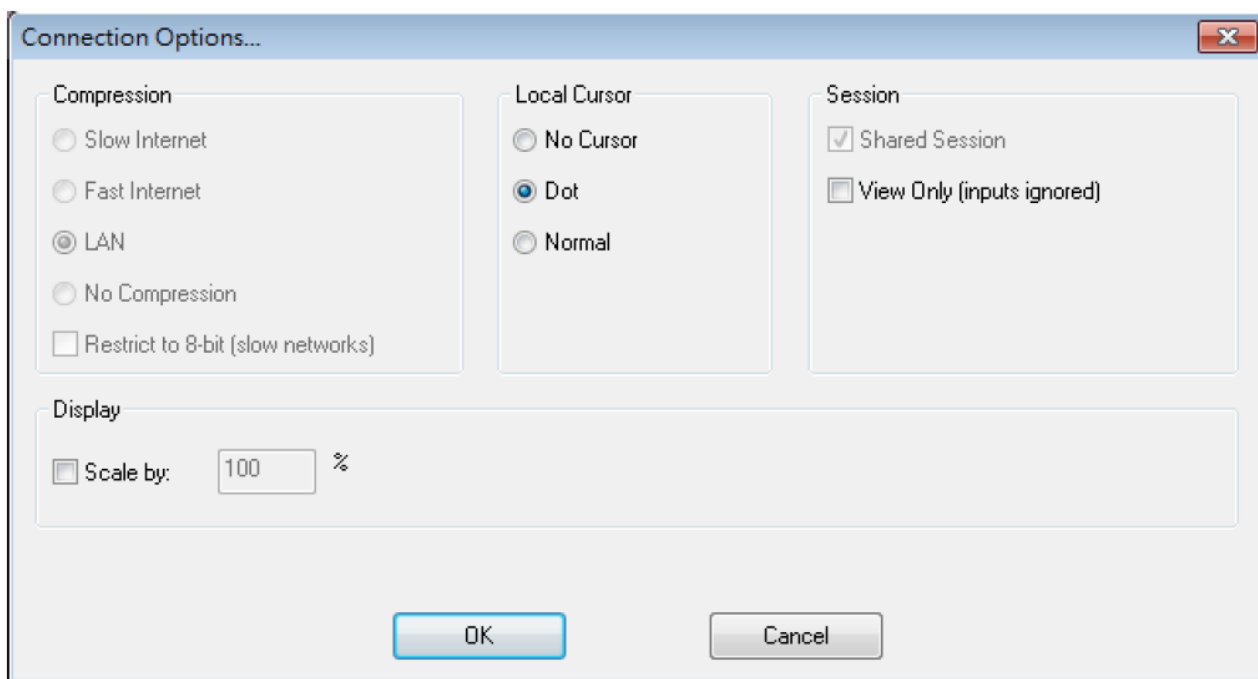 Connection Options...
Compression
Slow Internet
Fast Internet
LAN
No Compression
Restrict to 8-bit (slow networks)
Local Cursor
No Cursor
Dot
Normal
Session
Shared Session
View Only (inputs ignored)
Display
Scale by: 100 %
OK
Cancel